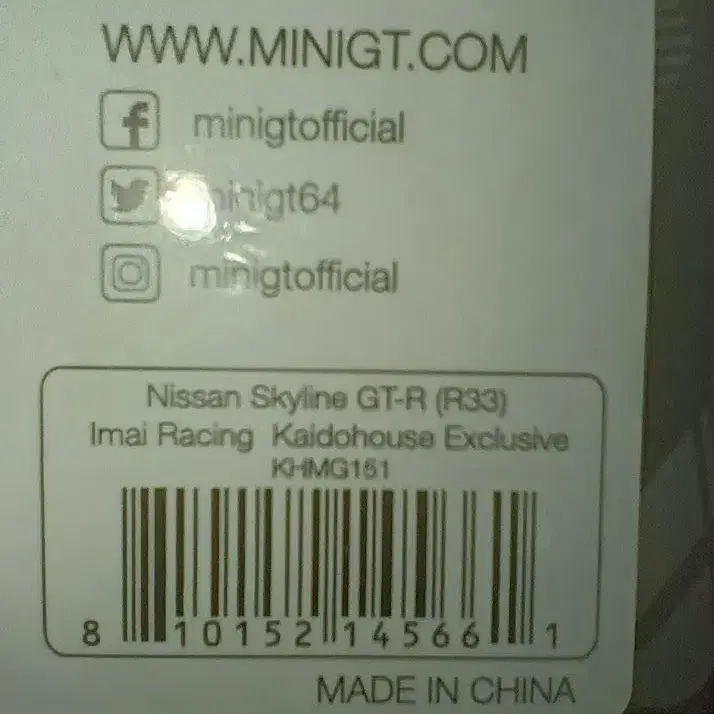 WWW.MINIGT.COM
minigtofficial
minigt64
minigtofficial
Nissan Skyline GT-R (R33)
Imai Racing Kaidohouse Exclusive
KHMG151
8 10152 14566 1
MADE IN CHINA